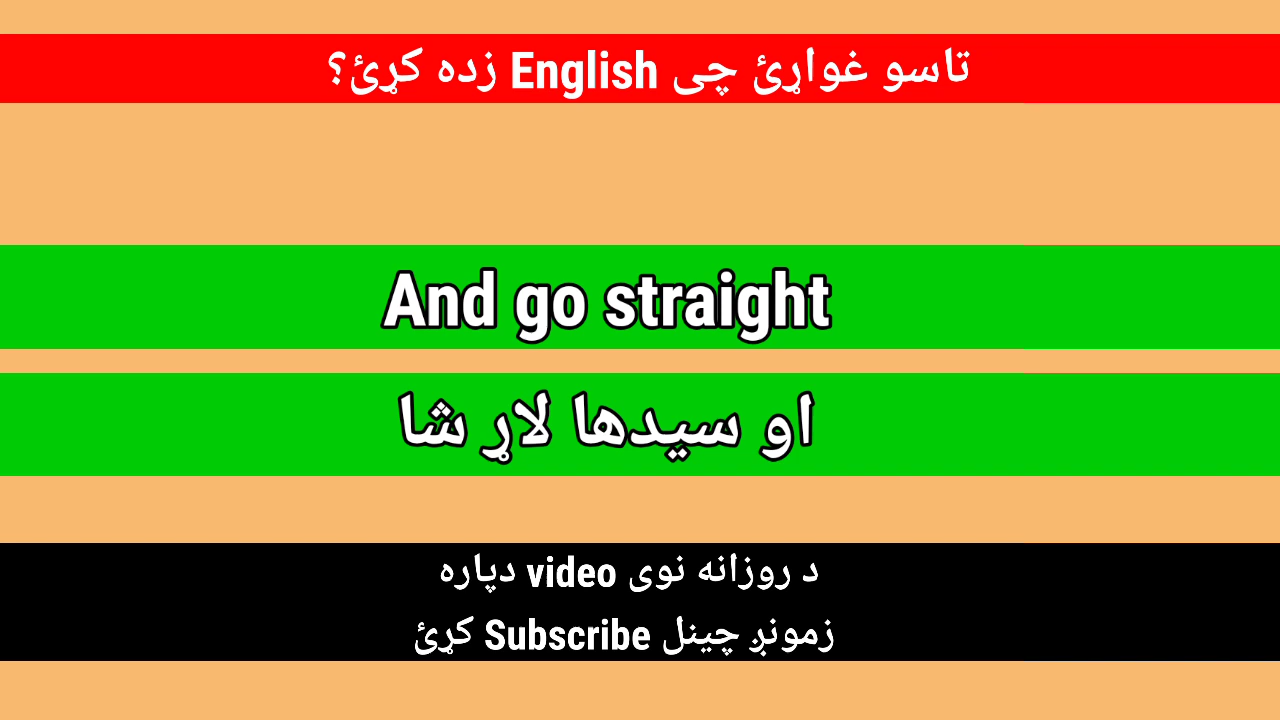 تاسو غواړئ چی English زده کړئ؟
And go straight
او سیدها لاړ شا
د روزانه نوی video دپاره
زمونږ چینل Subscribe کړئ